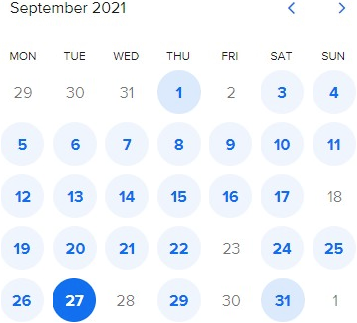 September 2021
MON TUE WED THU FRI SAT SUN
29 30 31 1 2 3 4
5 6 7 8 9 10 11
12 13 14 15 16 17 18
19 20 21 22 23 24 25
26 27 28 29 30 31 1